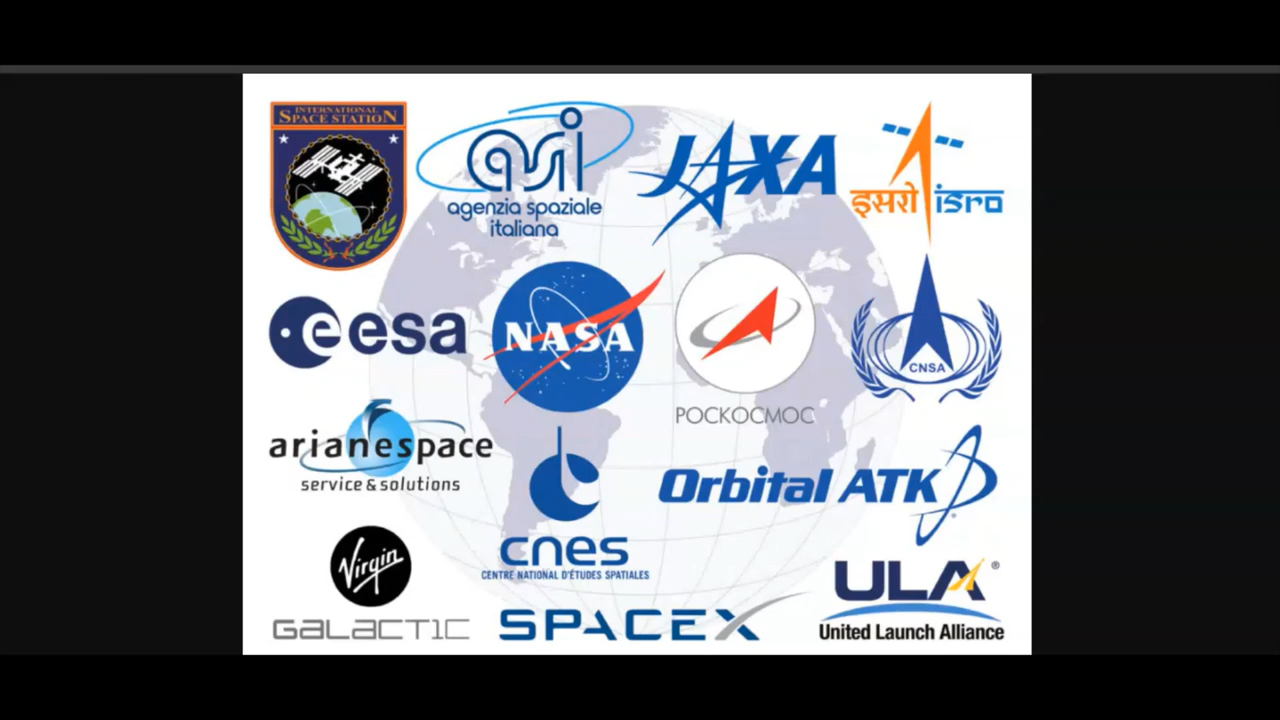 INTERNATIONAL
SPACE STATION
asi
agenzia spaziale
italiana
JAXA
इसरो isro
e esa
NASA
РОСКОСМОС
CNSA
arianespace
service & solutions
cnes
CENTRE NATIONAL D'ÉTUDES SPATIALES
Orbital ATK
®
Virgin
GALACTIC
SPACEX
ULA ®
United Launch Alliance